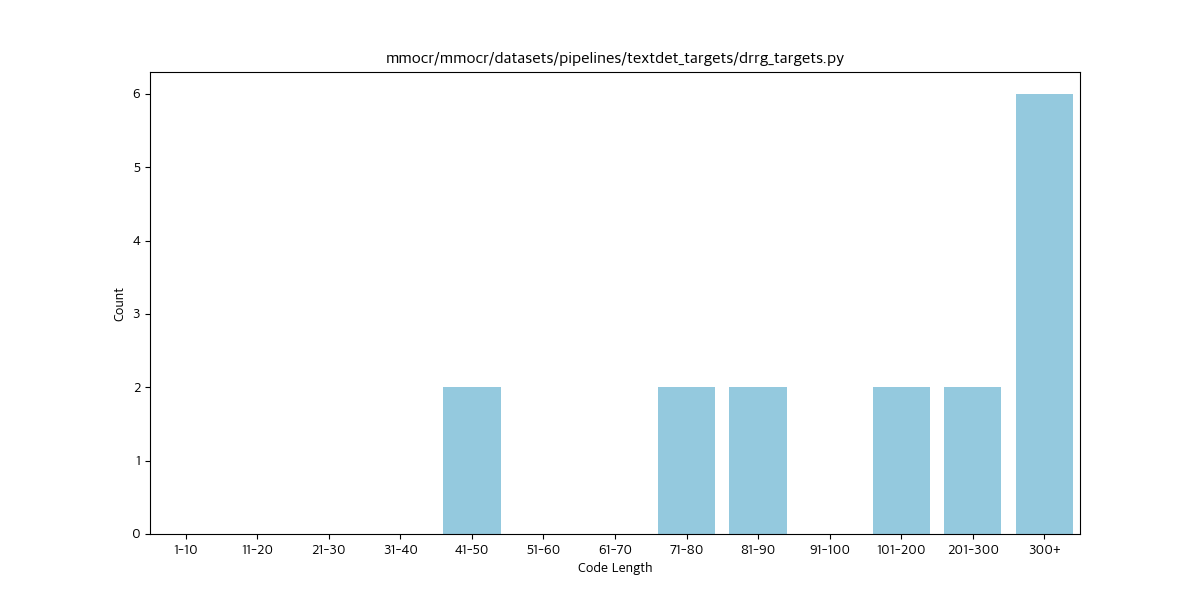 mmocr/mmocr/datasets/pipelines/textdet_targets/drrg_targets.py
6
5
4
3
2
1
0
Count
1-10 11-20 21-30 31-40 41-50 51-60 61-70 71-80 81-90 91-100 101-200 201-300 300+
Code Length